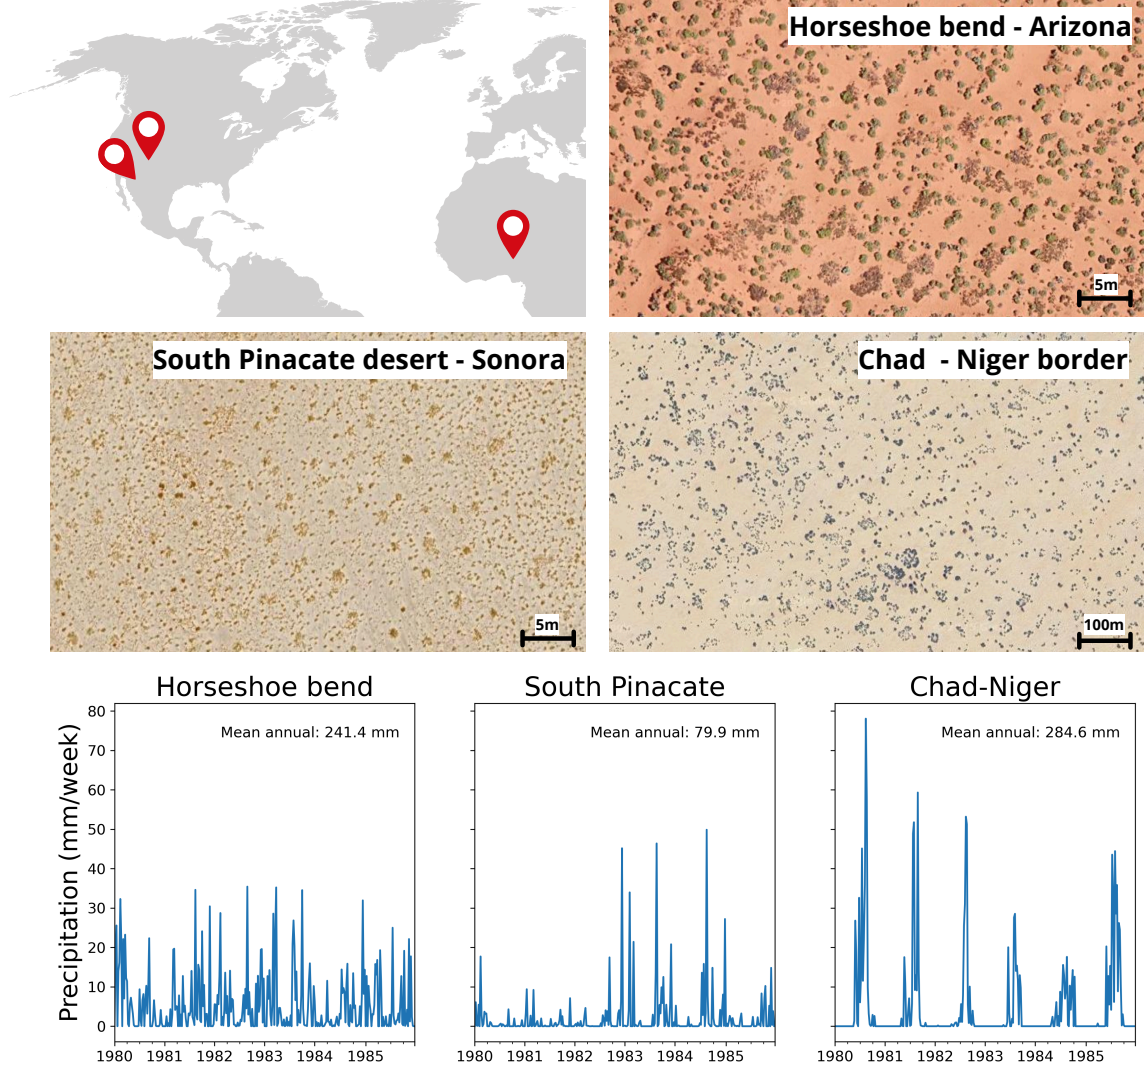 Horseshoe bend - Arizona
5m
South Pinacate desert - Sonora
5m
Chad - Niger border
100m
Horseshoe bend
South Pinacate
Chad-Niger
Precipitation (mm/week)
80
70
60
50
40
30
20
10
0
Mean annual: 241.4 mm
Mean annual: 79.9 mm
Mean annual: 284.6 mm
1980 1981 1982 1983 1984 1985
1980 1981 1982 1983 1984 1985
1980 1981 1982 1983 1984 1985